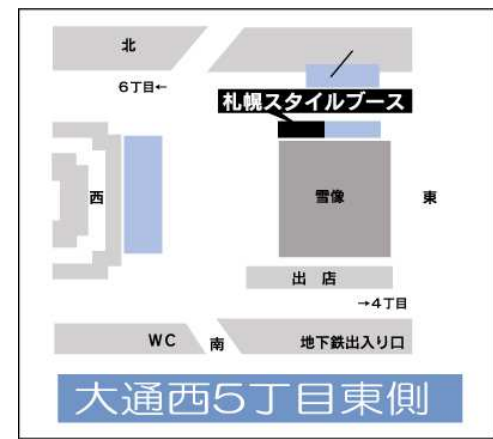 北
6丁目←
札幌スタイルブース
西
雪像
東
出 店
→4丁目
WC
南
地下鉄出入り口
大通西5丁目東側